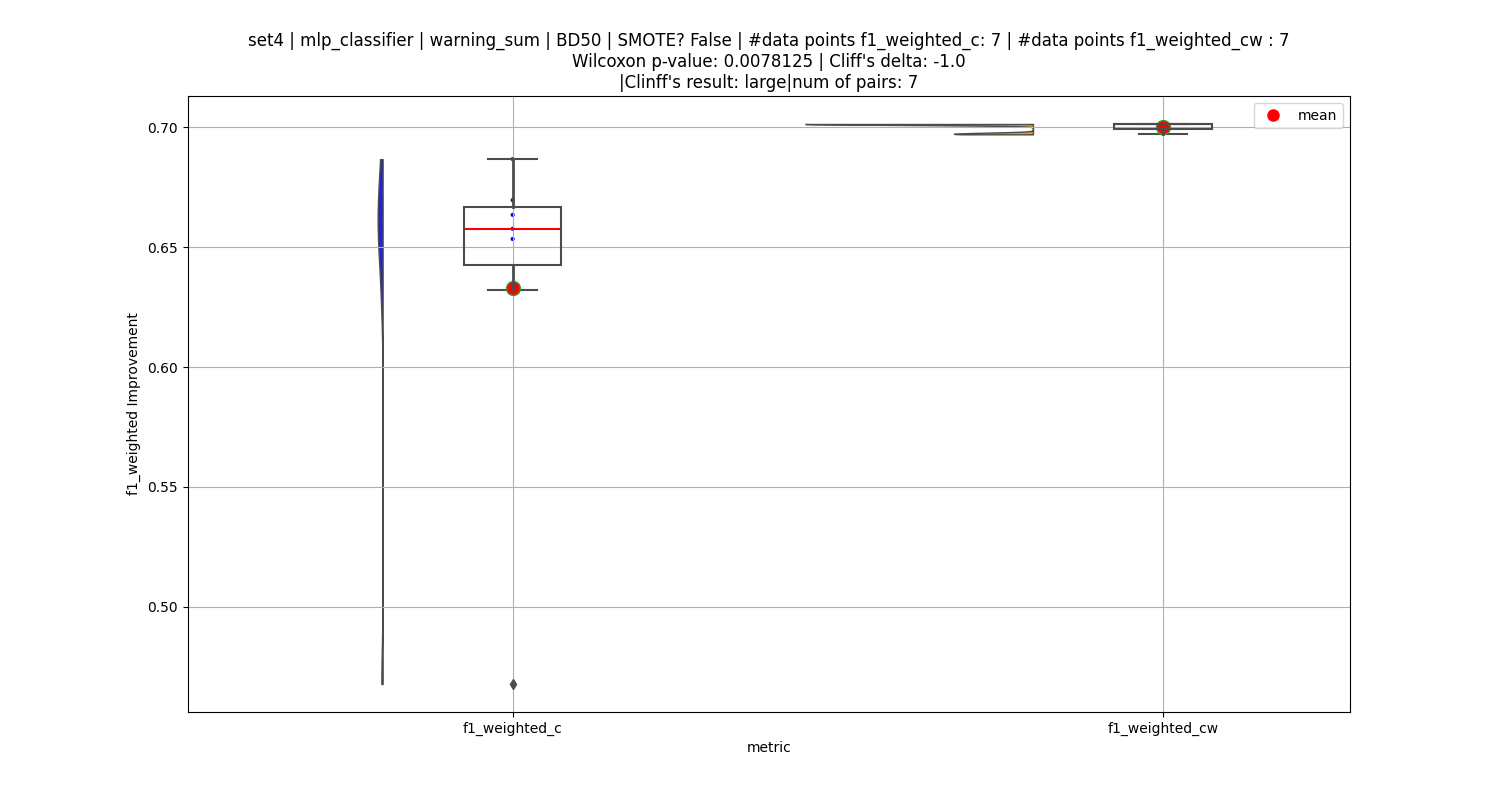 set4 | mlp_classifier | warning_sum | BD50 | SMOTE? False | #data points f1_weighted_c: 7 | #data points f1_weighted_cw : 7
Wilcoxon p-value: 0.0078125 | Cliff's delta: -1.0
|Clinff's result: large|num of pairs: 7
mean
0.70
0.65
0.60
0.55
0.50
f1_weighted Improvement
f1_weighted_c
f1_weighted_cw
metric